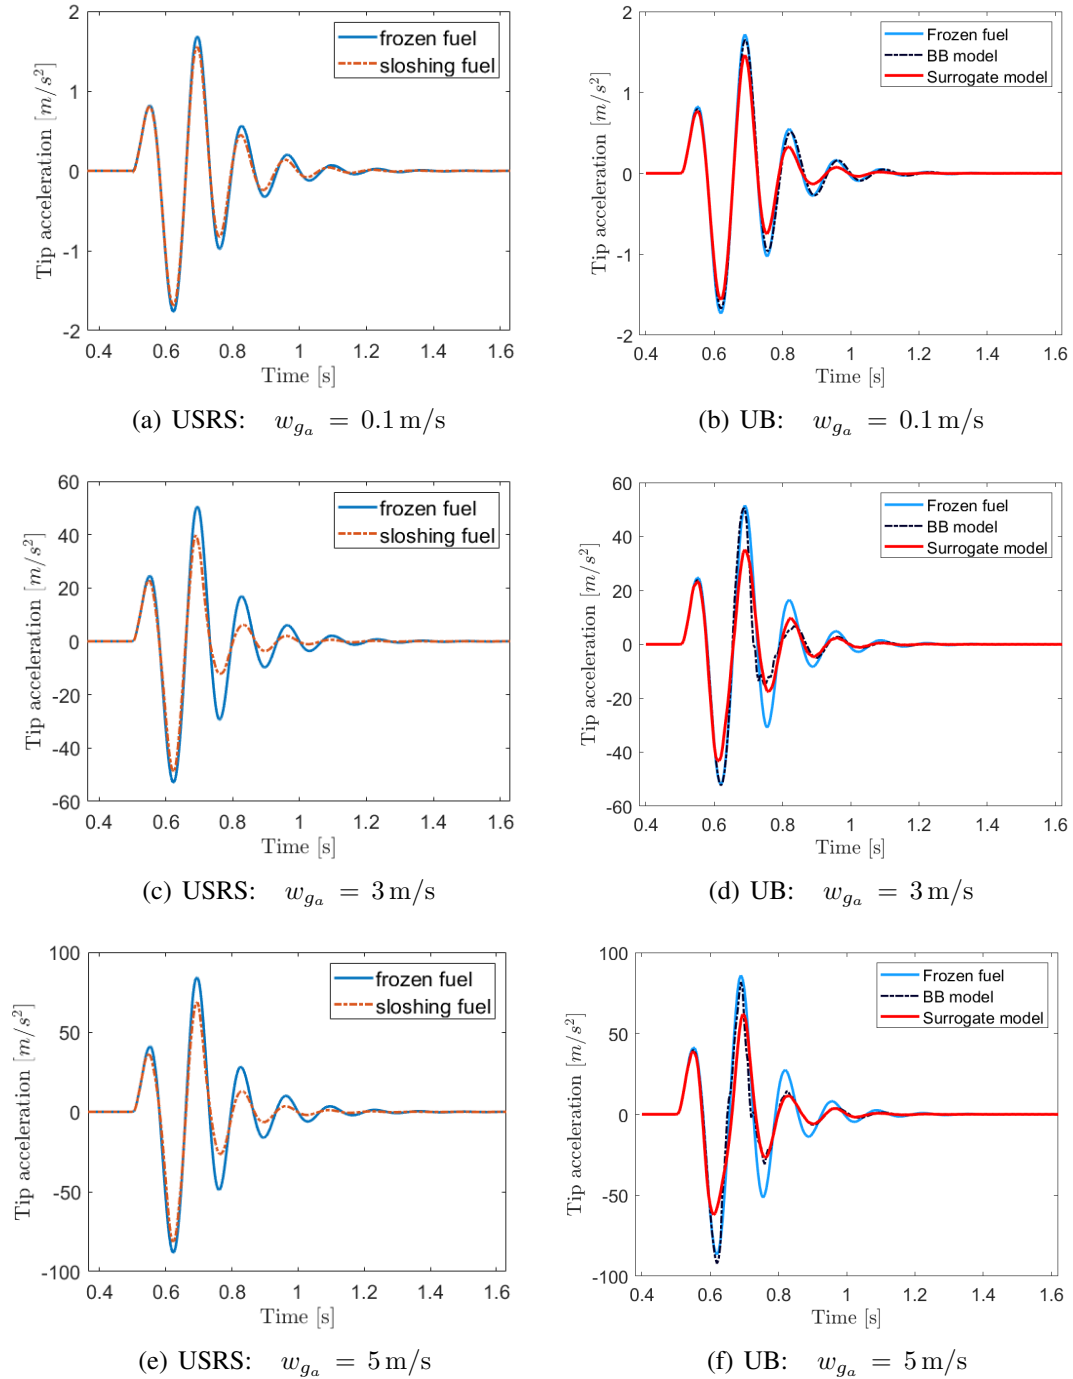 2
1
0
-1
-2
0.4 0.6 0.8 1 1.2 1.4 1.6
Tip acceleration [m/s²]
Time [s]
frozen fuel
sloshing fuel
(a) USRS: w_{g_a} = 0.1 m/s
2
1
0
-1
-2
0.4 0.6 0.8 1 1.2 1.4 1.6
Tip acceleration [m/s²]
Time [s]
Frozen fuel
BB model
Surrogate model
(b) UB: w_{g_a} = 0.1 m/s
60
40
20
0
-20
-40
-60
0.4 0.6 0.8 1 1.2 1.4 1.6
Tip acceleration [m/s²]
Time [s]
frozen fuel
sloshing fuel
(c) USRS: w_{g_a} = 3 m/s
60
40
20
0
-20
-40
-60
0.4 0.6 0.8 1 1.2 1.4 1.6
Tip acceleration [m/s²]
Time [s]
Frozen fuel
BB model
Surrogate model
(d) UB: w_{g_a} = 3 m/s
100
50
0
-50
-100
0.4 0.6 0.8 1 1.2 1.4 1.6
Tip acceleration [m/s²]
Time [s]
frozen fuel
sloshing fuel
(e) USRS: w_{g_a} = 5 m/s
100
50
0
-50
-100
0.4 0.6 0.8 1 1.2 1.4 1.6
Tip acceleration [m/s²]
Time [s]
Frozen fuel
BB model
Surrogate model
(f) UB: w_{g_a} = 5 m/s